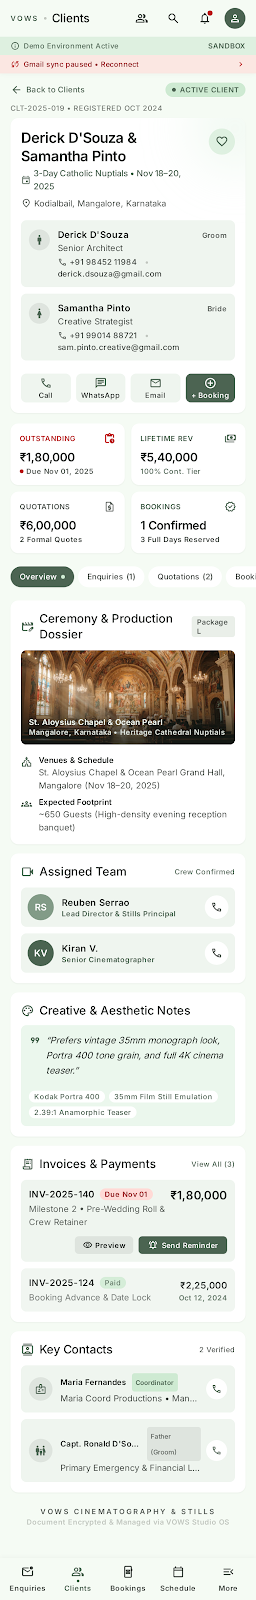 VOWS • Clients
Demo Environment Active SANDBOX
Gmail sync paused • Reconnect
Back to Clients ACTIVE CLIENT
CLT-2025-019 • REGISTERED OCT 2024
Derick D'Souza &
Samantha Pinto
3-Day Catholic Nuptials • Nov 18–20,
2025
Kodialbail, Mangalore, Karnataka
Derick D'Souza Groom
Senior Architect
+91 98452 11984 •
derick.dsouza@gmail.com
Samantha Pinto Bride
Creative Strategist
+91 99014 88721 •
sam.pinto.creative@gmail.com
Call WhatsApp Email + Booking
OUTSTANDING
₹1,80,000
Due Nov 01, 2025
LIFETIME REV
₹5,40,000
100% Cont. Tier
QUOTATIONS
₹6,00,000
2 Formal Quotes
BOOKINGS
1 Confirmed
3 Full Days Reserved
Overview Enquiries (1) Quotations (2) Booki
Ceremony & Production
Dossier
Package
L
St. Aloysius Chapel & Ocean Pearl
Mangalore, Karnataka • Heritage Cathedral Nuptials
Venues & Schedule
St. Aloysius Chapel & Ocean Pearl Grand Hall,
Mangalore (Nov 18–20)
Expected Footprint
~650 Guests (High-density evening reception
banquet)
Assigned Team Crew Confirmed
RS Reuben Serrao
Lead Director & Stills Principal
KV Kiran V.
Senior Cinematographer
Creative & Aesthetic Notes
"Prefers vintage 35mm monograph look,
Portra 400 tone grain, and full 4K cinema
teaser."
Kodak Portra 400 35mm Film Still Emulation
2.39:1 Anamorphic Teaser
Invoices & Payments View All (3)
INV-2025-140 Due Nov 01 ₹1,80,000
Milestone 2 • Pre-Wedding Roll &
Crew Retainer
Preview Send Reminder
INV-2025-124 Paid ₹2,25,000
Booking Advance & Date Lock Oct 12, 2024
Key Contacts 2 Verified
Maria Fernandes Coordinator
Maria Coord Productions • Man...
Capt. Ronald D'So... Father
(Groom)
Primary Emergency & Financial L...
VOWS CINEMATOGRAPHY & STILLS
Document Encrypted & Managed via VOWS Studio OS
Enquiries Clients Bookings Schedule More